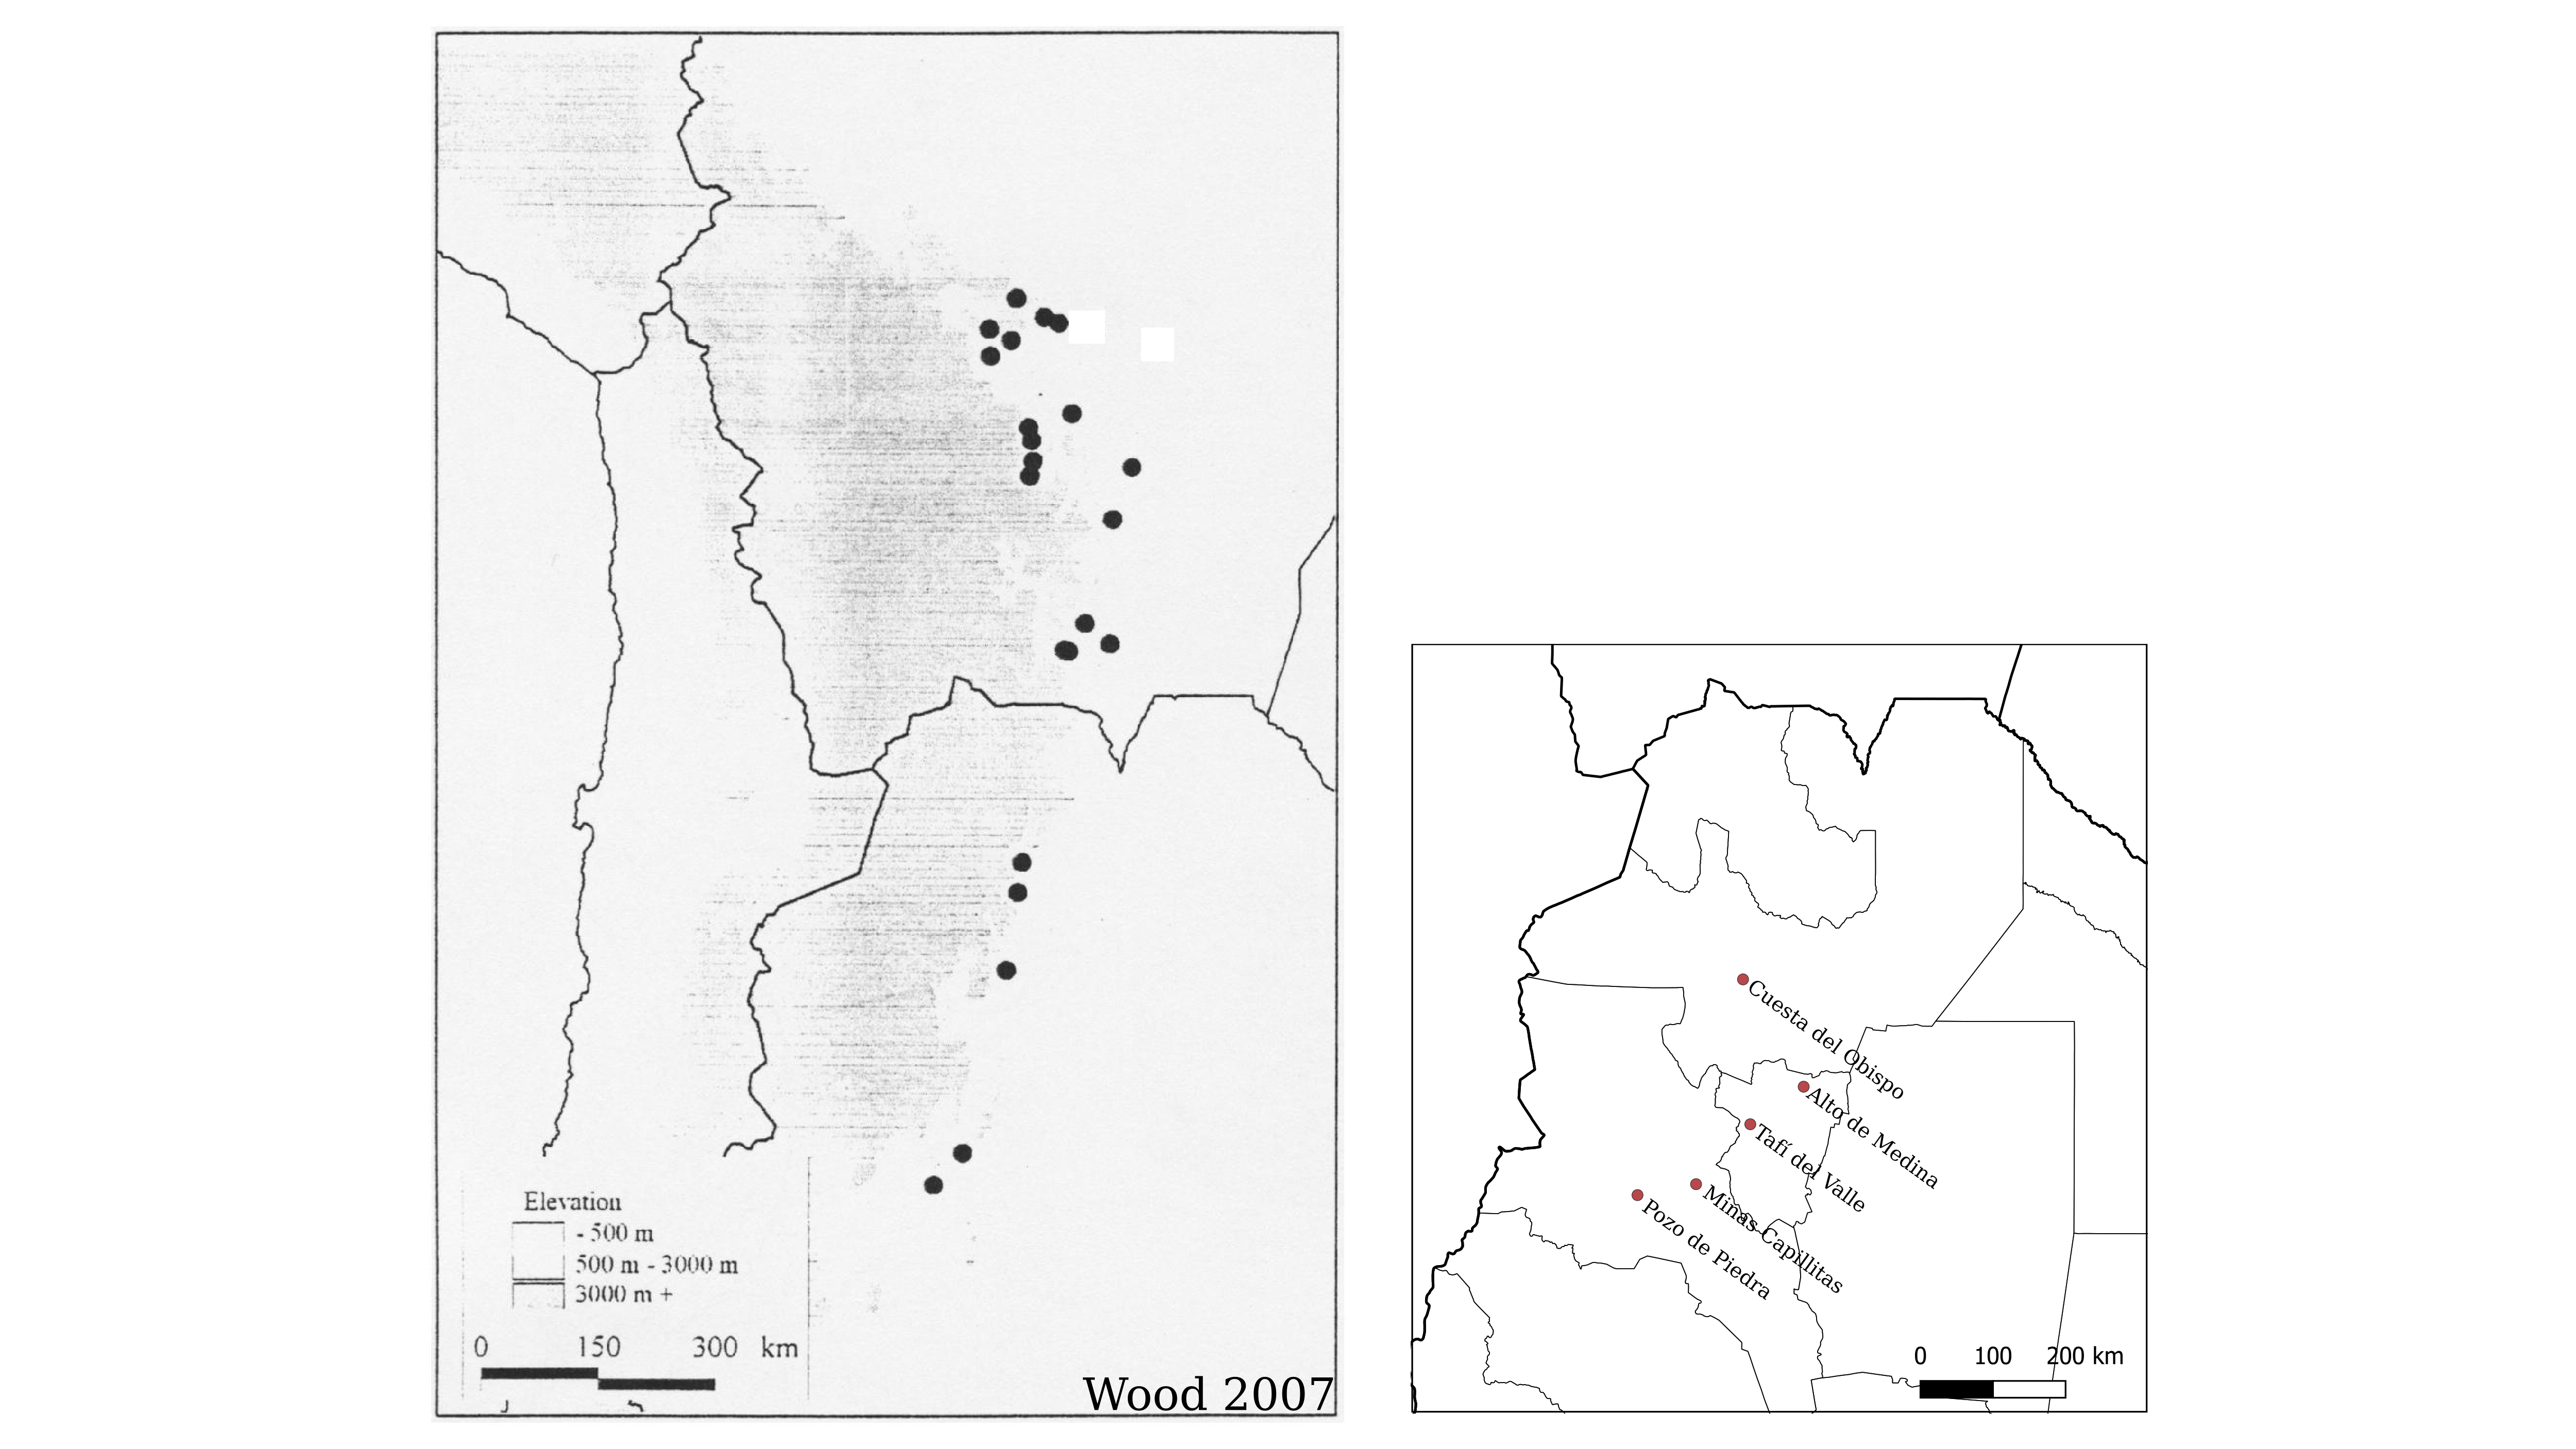 Elevation
- 500 m
500 m - 3000 m
3000 m +
0 150 300 km
Wood 2007
Cuesta del Obispo
Alto de Medina
Tafí del Valle
Minas Capillitas
Pozo de Piedra
0 100 200 km